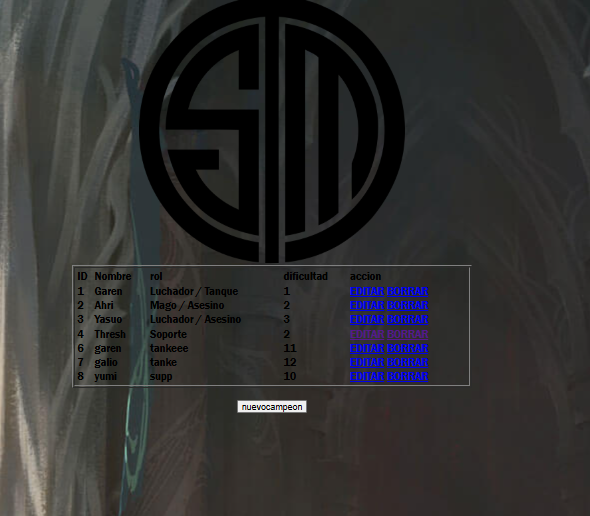 TSM
ID Nombre rol dificultad accion
1 Garen Luchador / Tanque 1 EDITAR BORRAR
2 Ahri Mago / Asesino 2 EDITAR BORRAR
3 Yasuo Luchador / Asesino 3 EDITAR BORRAR
4 Thresh Soporte 2 EDITAR BORRAR
6 garen tankeee 11 EDITAR BORRAR
7 galio tanke 12 EDITAR BORRAR
8 yumi supp 10 EDITAR BORRAR
nuevocampeon